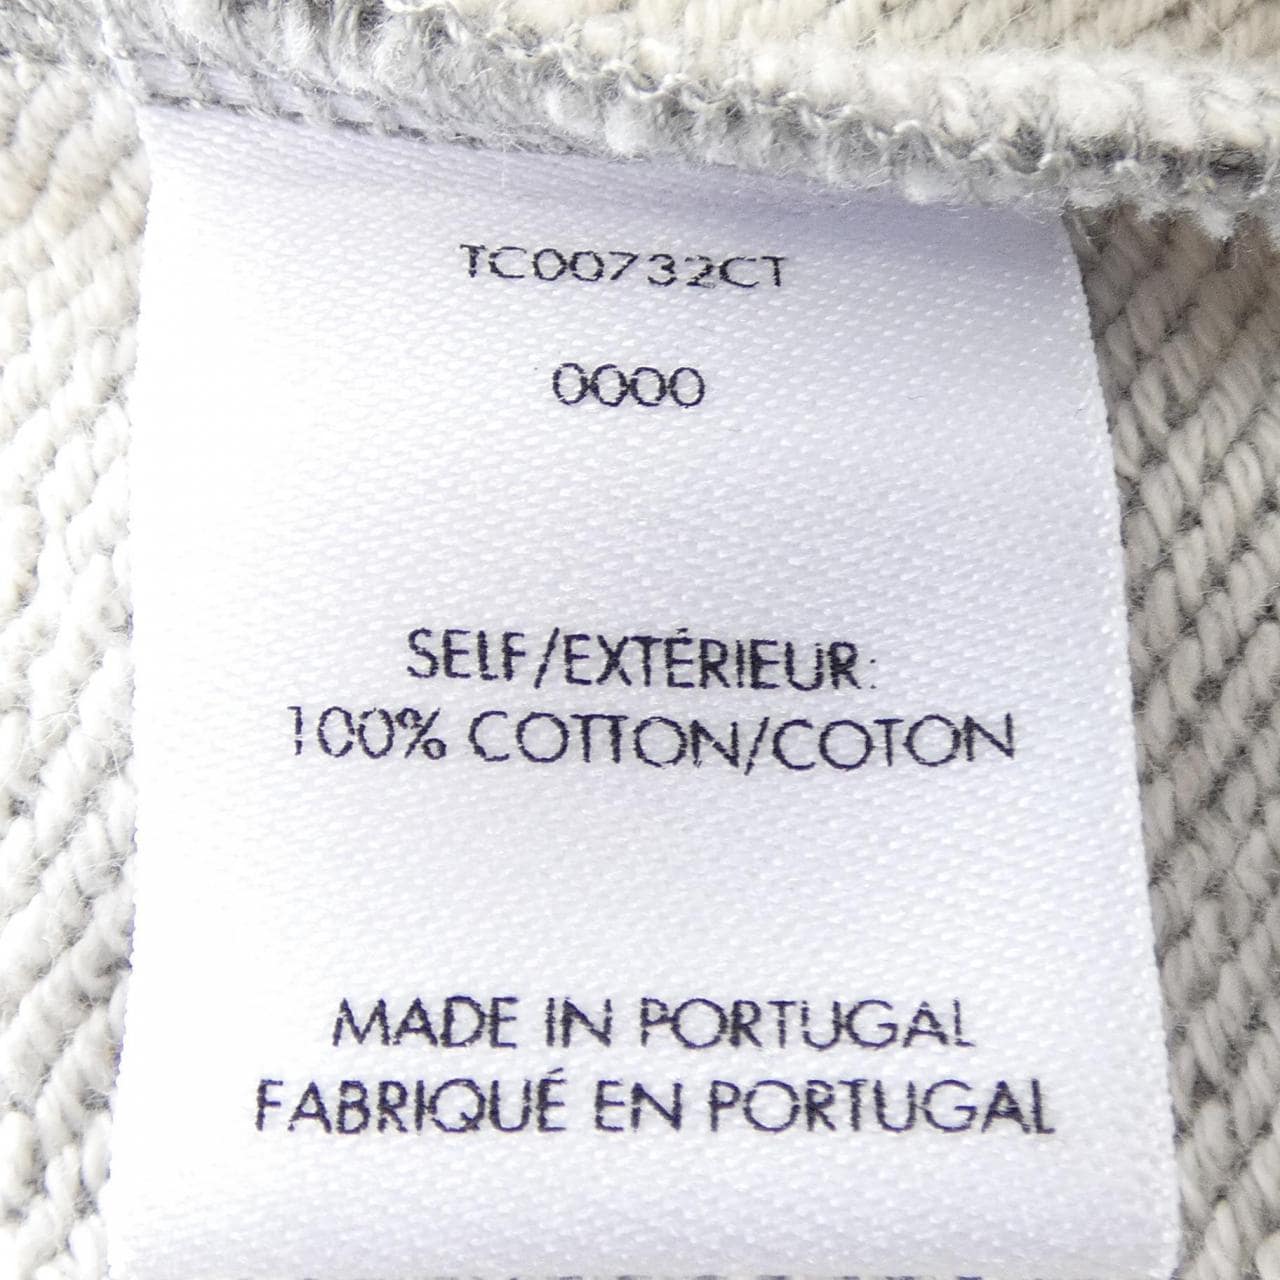 TC00732CT
0000
SELF/EXTÉRIEUR:
100% COTTON/COTON
MADE IN PORTUGAL
FABRIQUÉ EN PORTUGAL